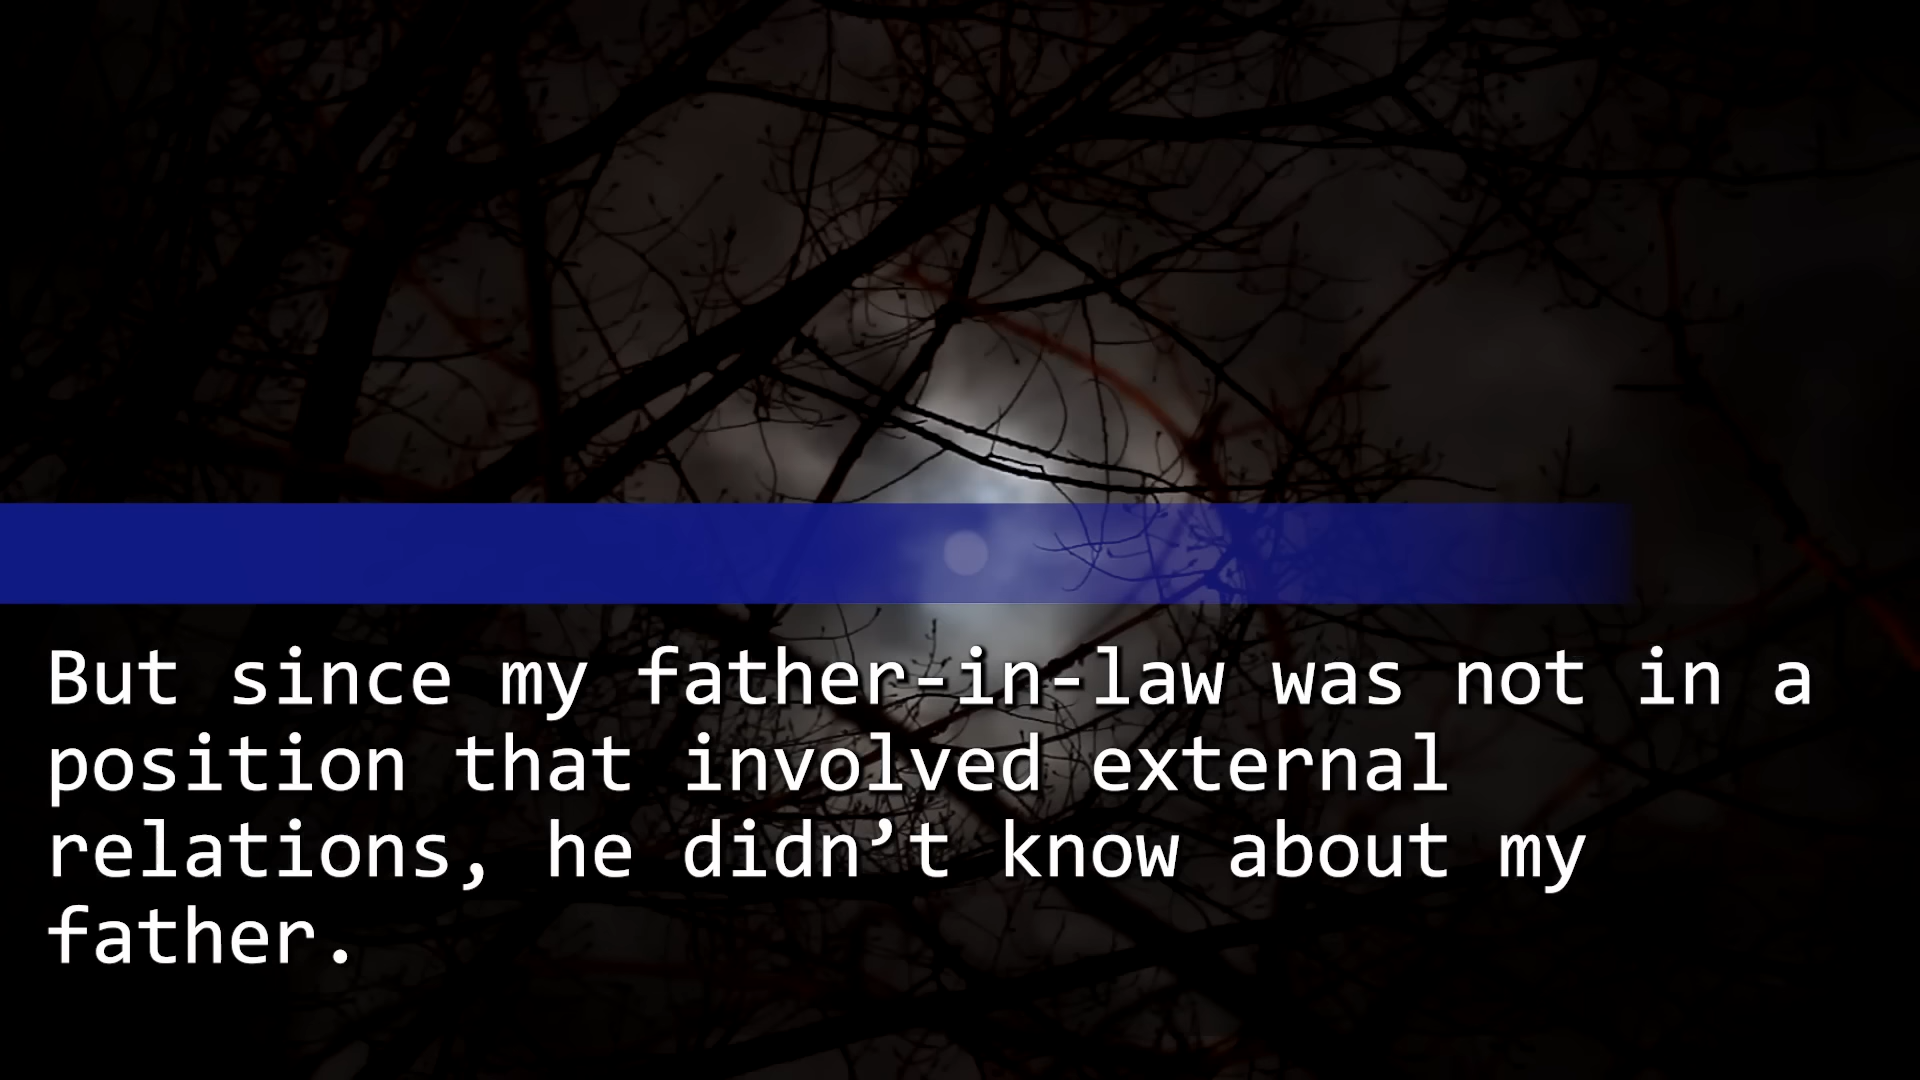 But since my father-in-law was not in a
position that involved external
relations, he didn’t know about my
father.